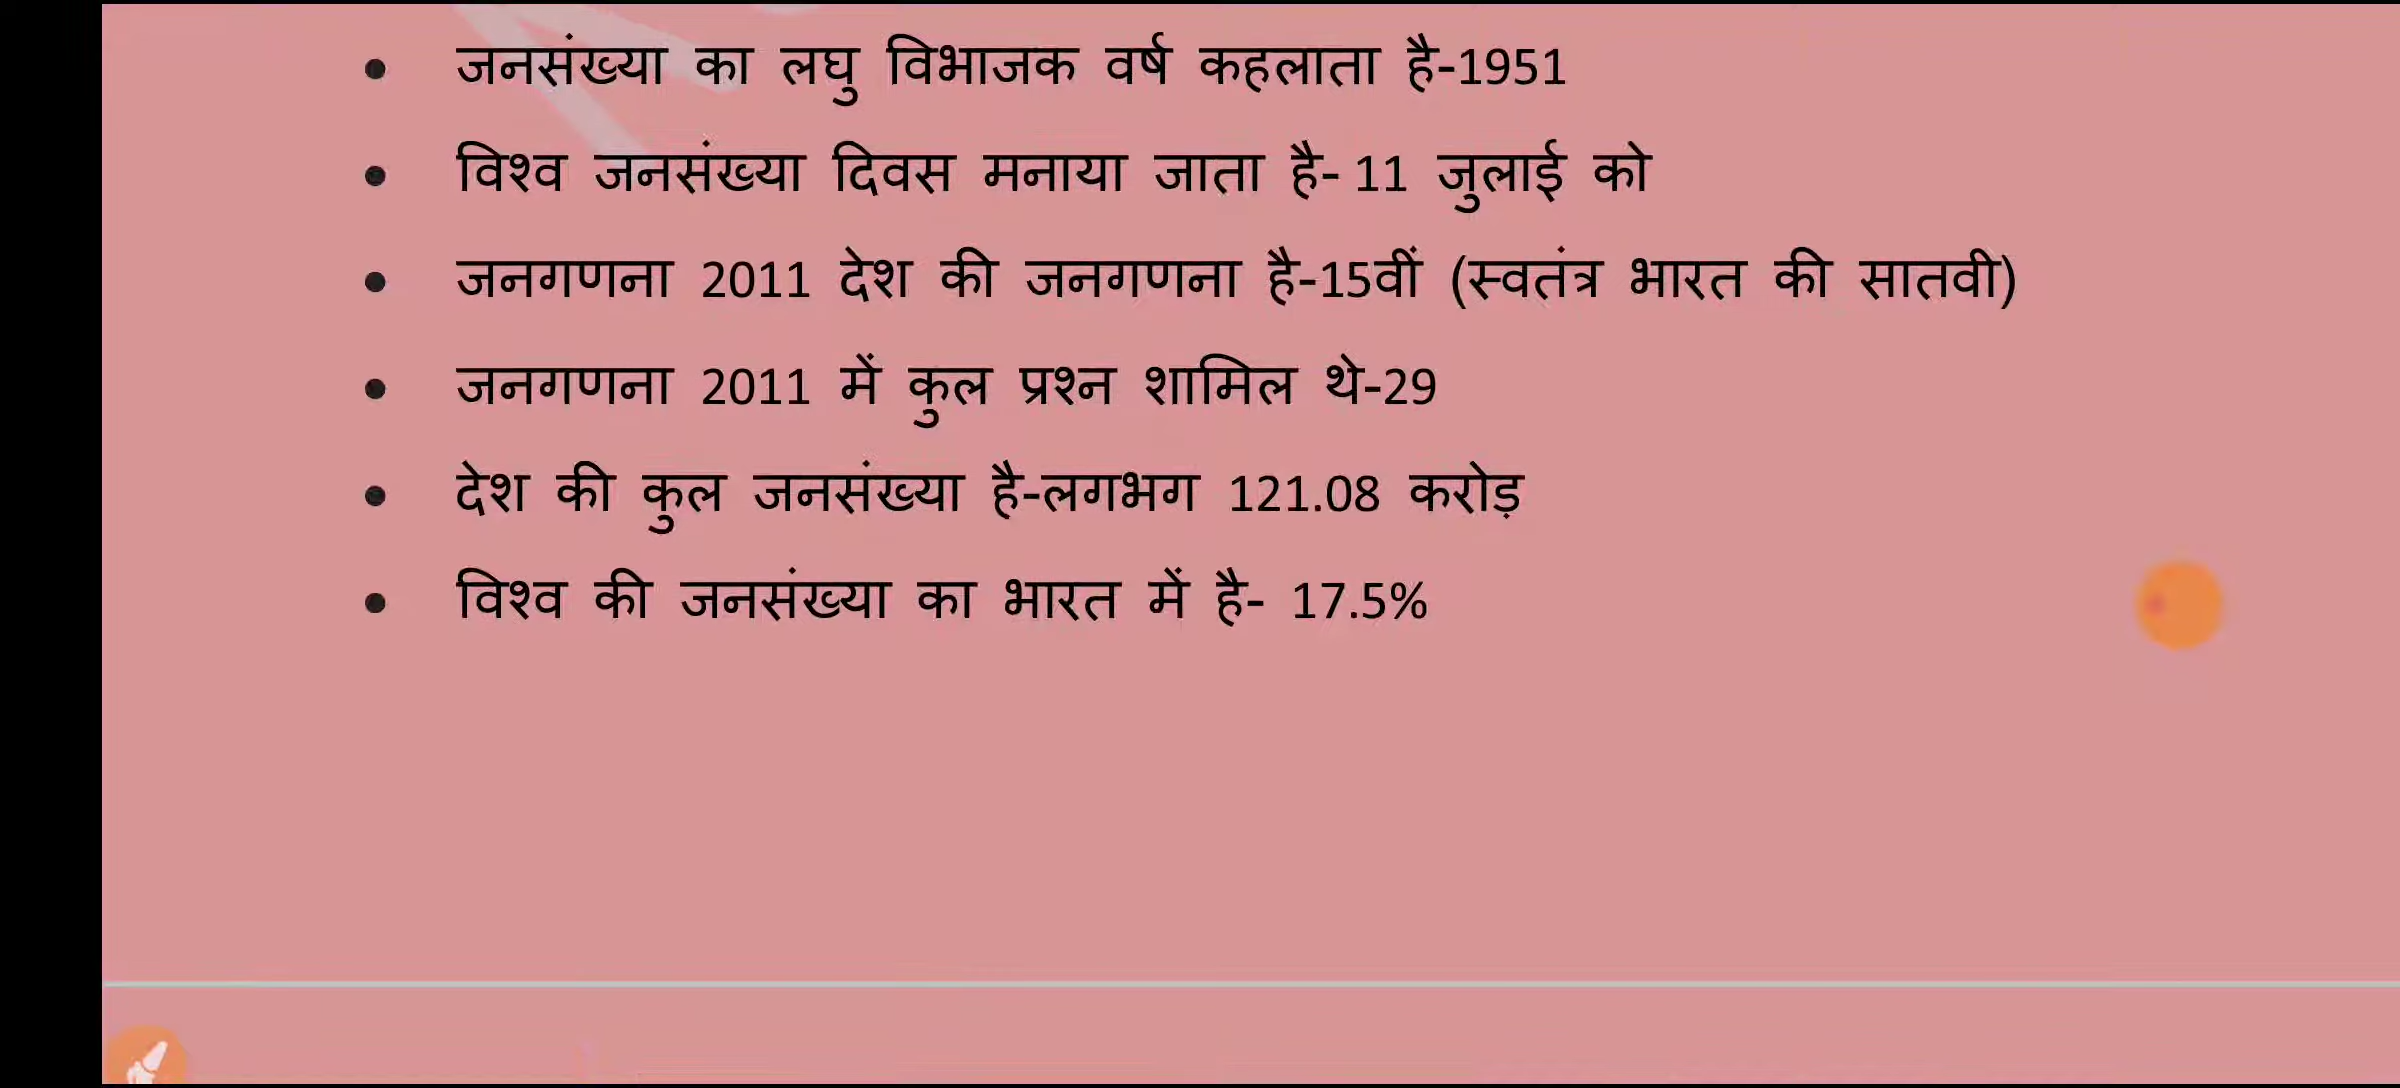 • जनसंख्या का लघु विभाजक वर्ष कहलाता है-1951
• विश्व जनसंख्या दिवस मनाया जाता है- 11 जुलाई को
• जनगणना 2011 देश की जनगणना है-15वीं (स्वतंत्र भारत की सातवी)
• जनगणना 2011 में कुल प्रश्न शामिल थे-29
• देश की कुल जनसंख्या है-लगभग 121.08 करोड़
• विश्व की जनसंख्या का भारत में है- 17.5%